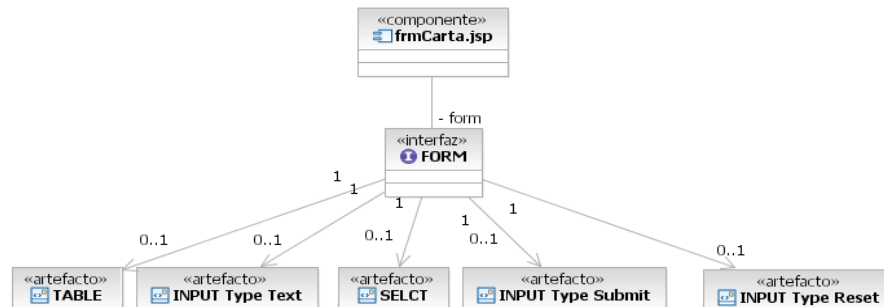 «componente»
frmCarta.jsp
- form
«interfaz»
FORM
1
1
1
1
1
0..1
0..1
0..1
0..1
0..1
«artefacto»
TABLE
«artefacto»
INPUT Type Text
«artefacto»
SELCT
«artefacto»
INPUT Type Submit
«artefacto»
INPUT Type Reset